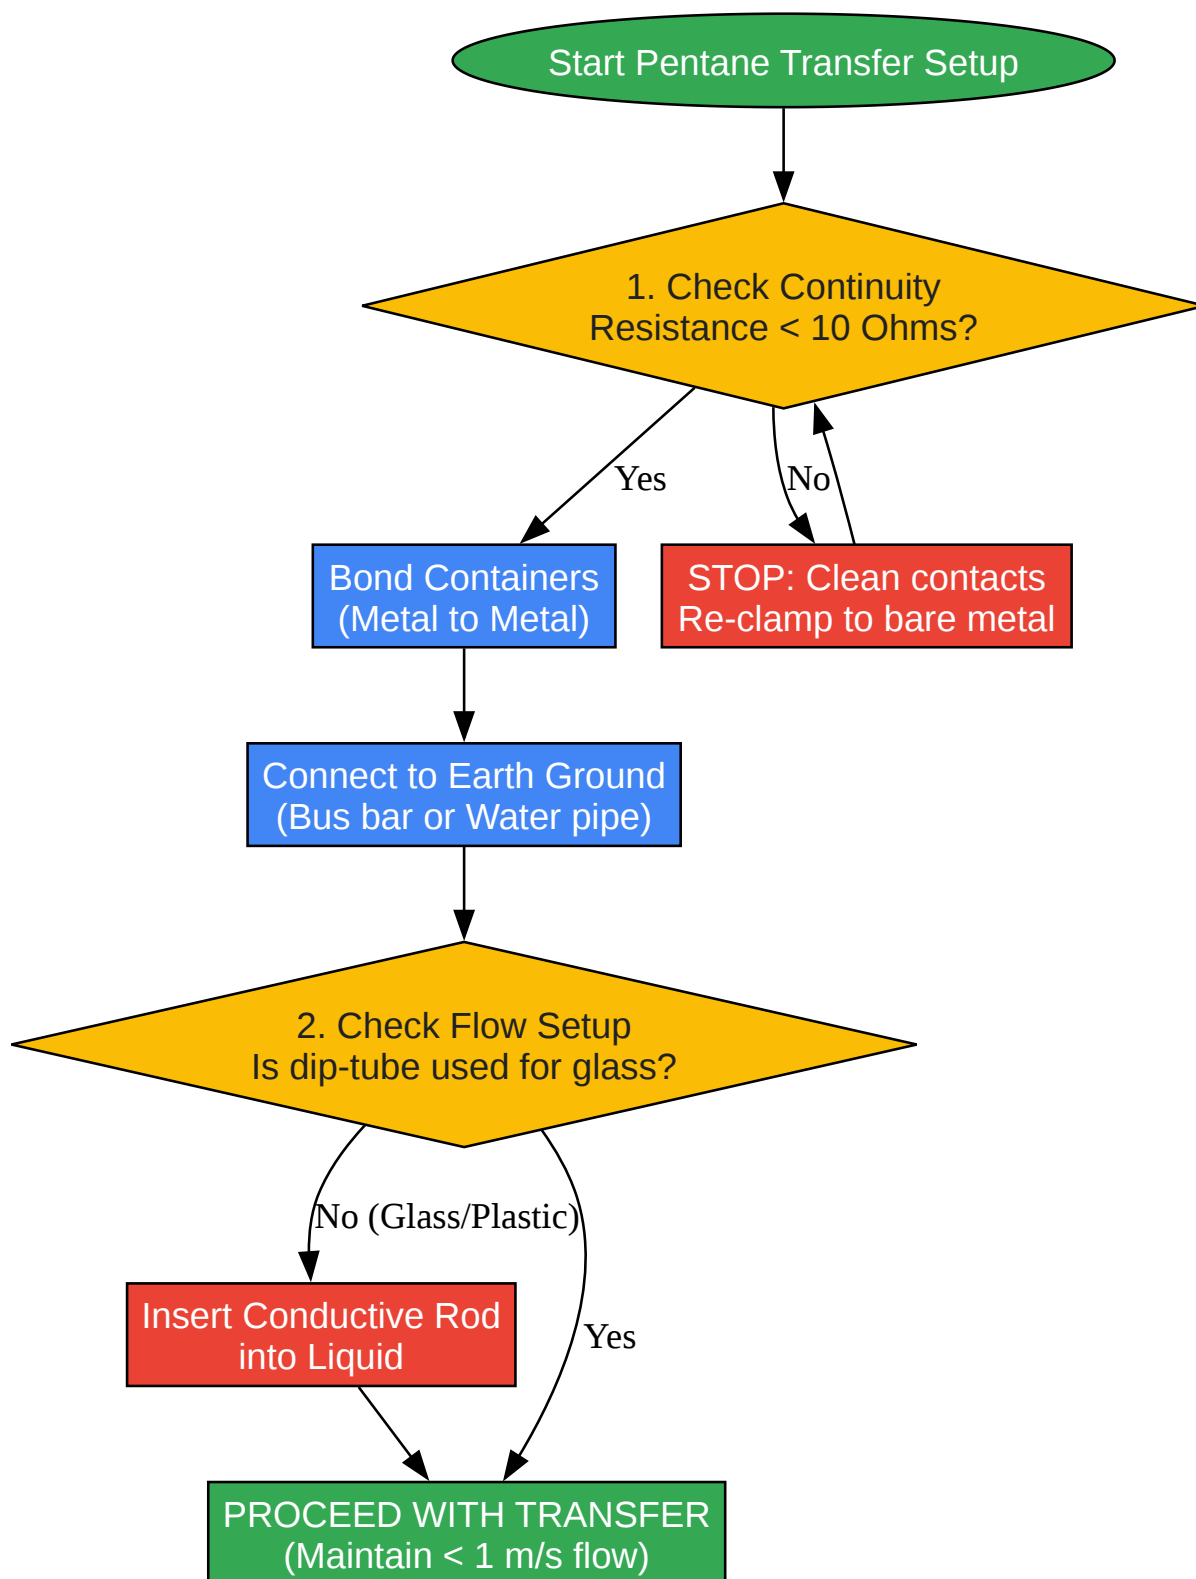 Start Pentane Transfer Setup
1. Check Continuity
Resistance < 10 Ohms?
Yes
No
Bond Containers
(Metal to Metal)
STOP: Clean contacts
Re-clamp to bare metal
Connect to Earth Ground
(Bus bar or Water pipe)
2. Check Flow Setup
Is dip-tube used for glass?
No (Glass/Plastic)
Insert Conductive Rod
into Liquid
Yes
PROCEED WITH TRANSFER
(Maintain < 1 m/s flow)